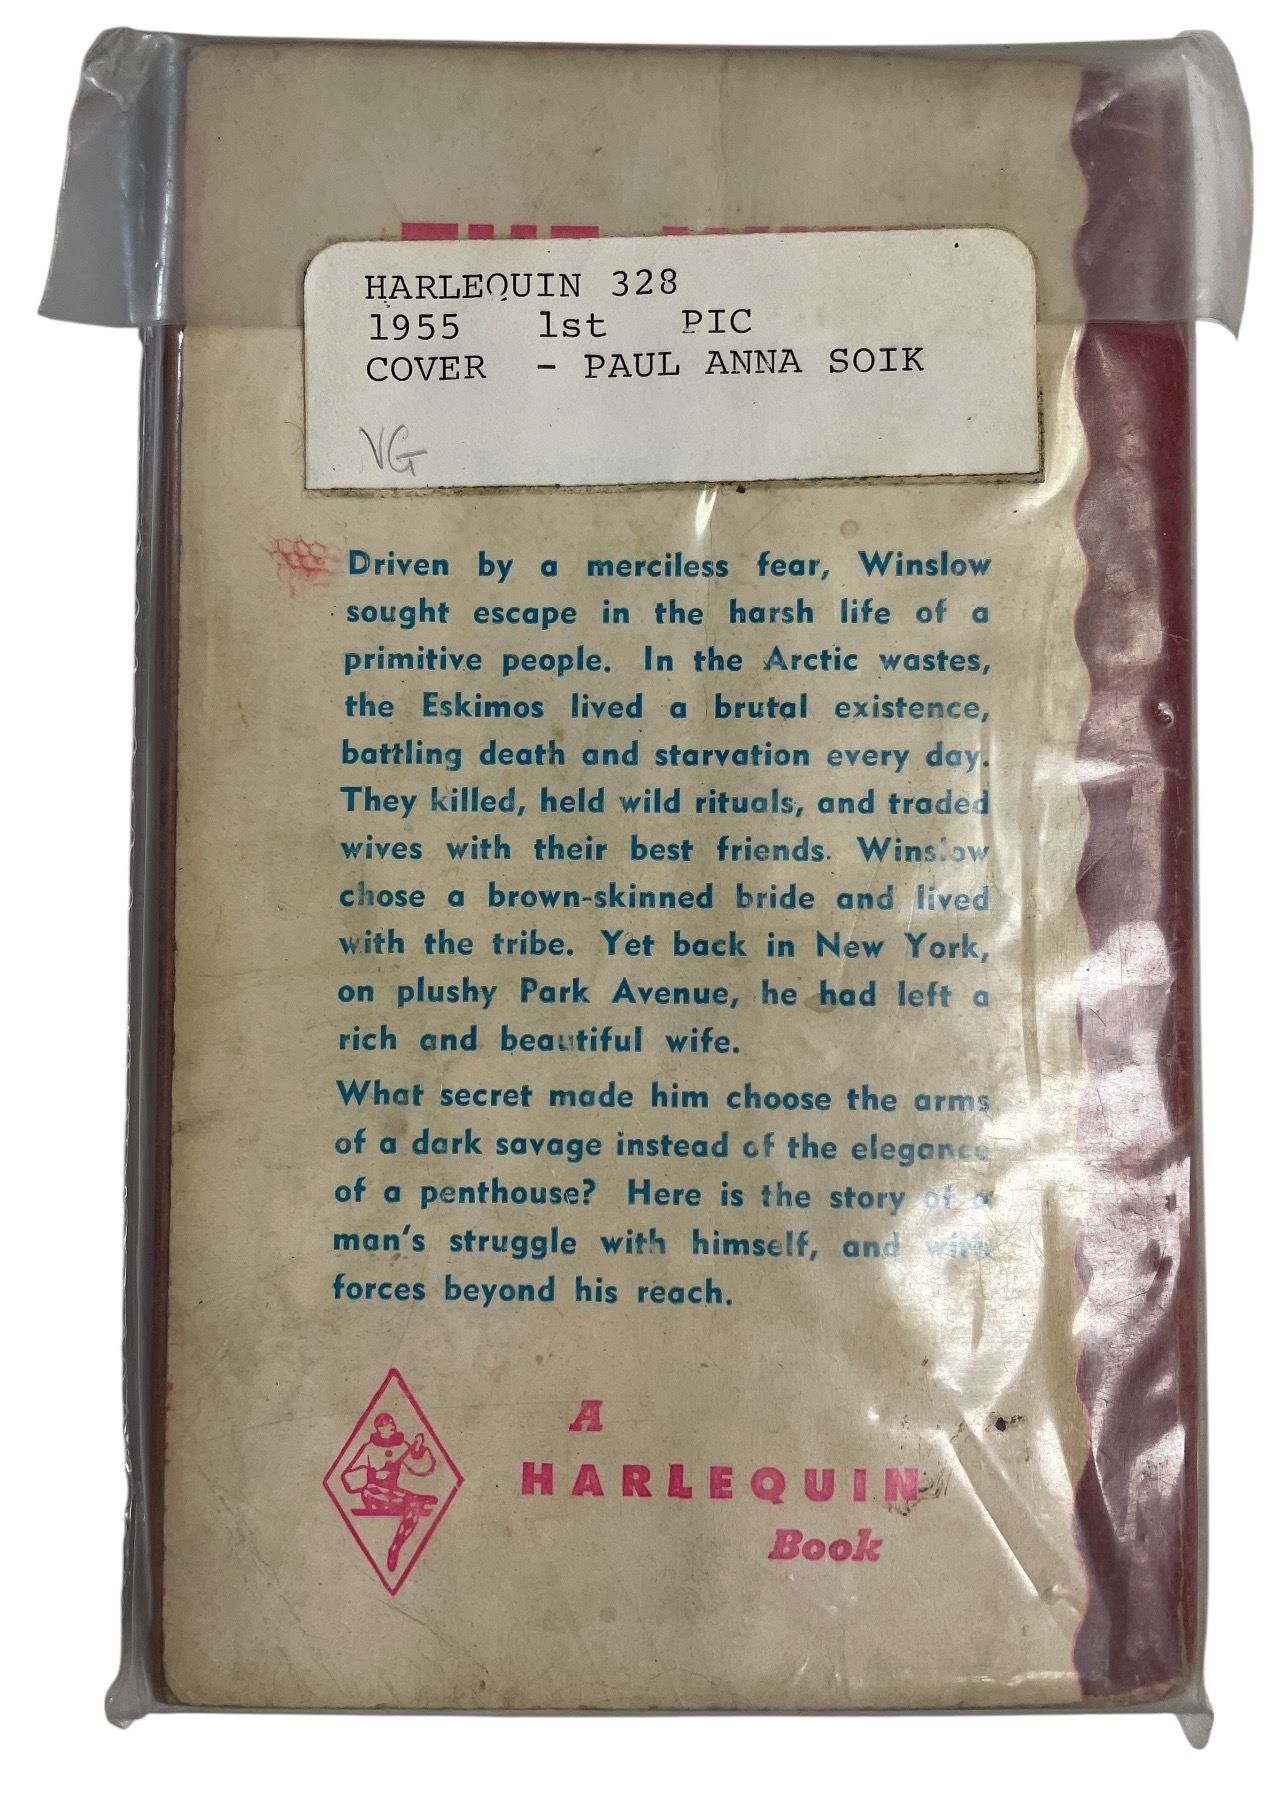 THE
HARLEQUIN 328
1955 1st PIC
COVER - PAUL ANNA SOIK
VG
Driven by a merciless fear, Winslow
sought escape in the harsh life of a
primitive people. In the Arctic wastes,
the Eskimos lived a brutal existence,
battling death and starvation every day.
They killed, held wild rituals, and traded
wives with their best friends. Winslow
chose a brown-skinned bride and lived
with the tribe. Yet back in New York,
on plushy Park Avenue, he had left a
rich and beautiful wife.
What secret made him choose the arms
of a dark savage instead of the elegance
of a penthouse? Here is the story of a
man's struggle with himself, and with
forces beyond his reach.
A
HARLEQUIN
Book